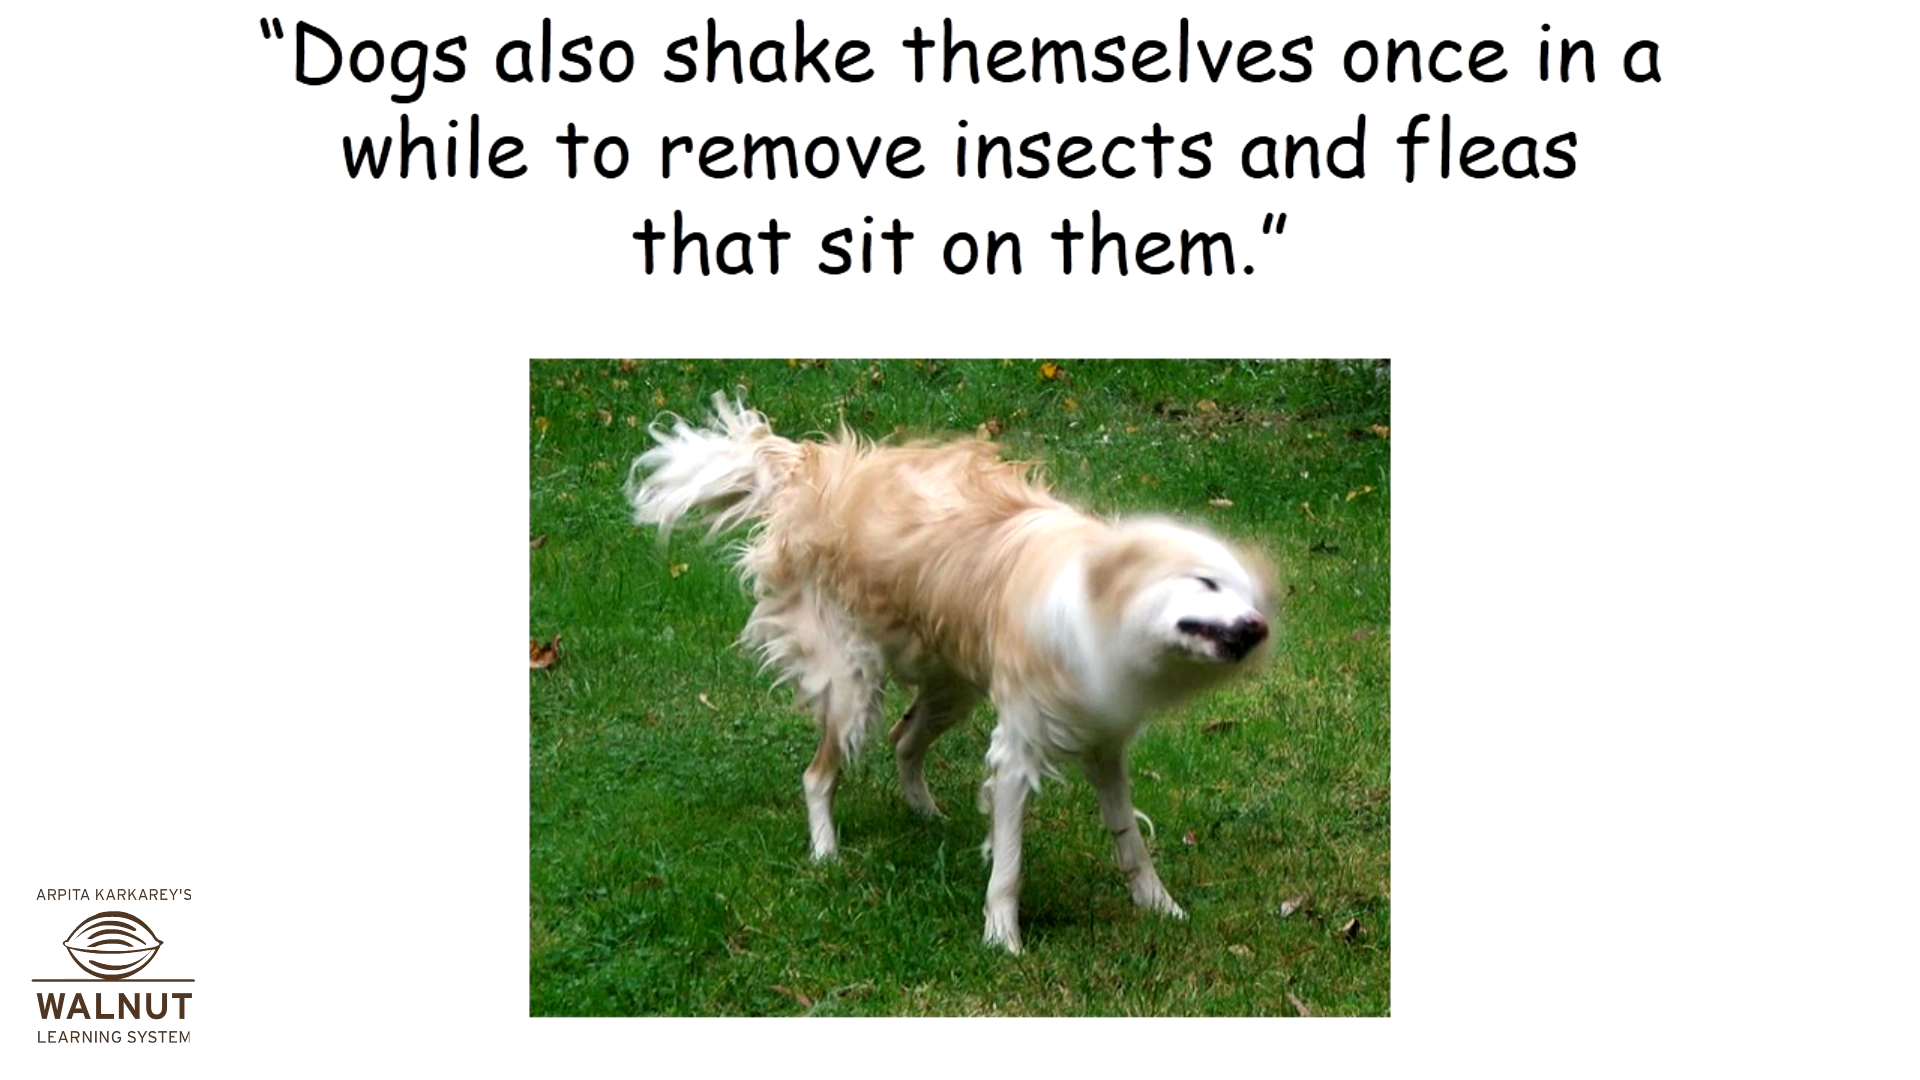 “Dogs also shake themselves once in a
while to remove insects and fleas
that sit on them.”
ARPITA KARKAREY'S
WALNUT
LEARNING SYSTEM